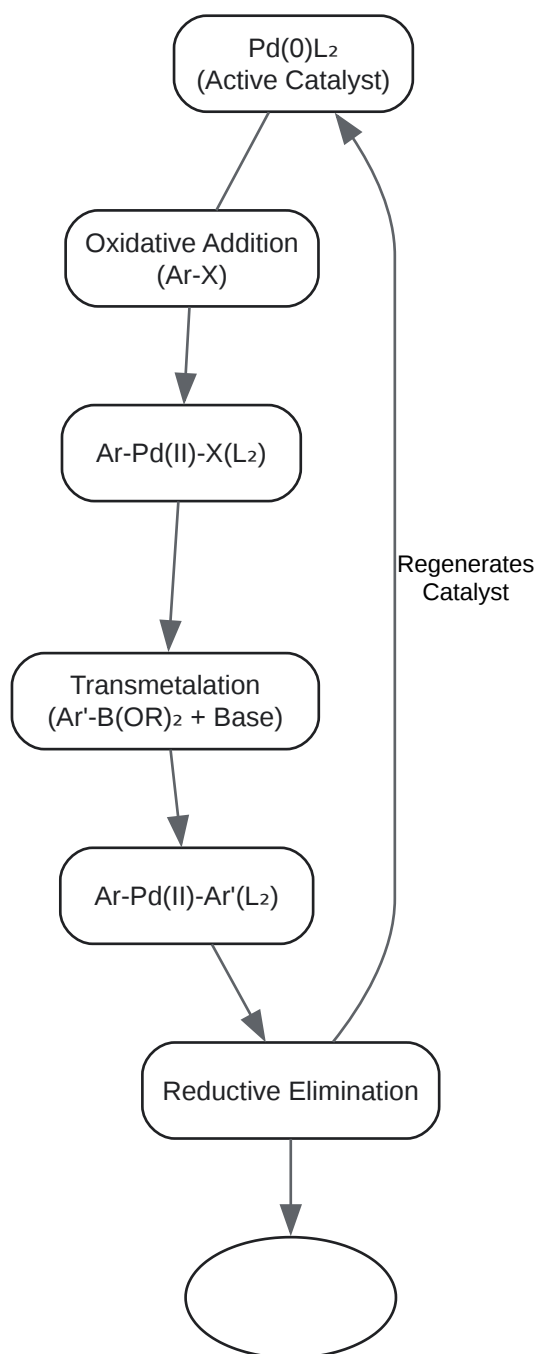 Pd(0)L₂
(Active Catalyst)
Oxidative Addition
(Ar-X)
Ar-Pd(II)-X(L₂)
Regenerates
Catalyst
Transmetalation
(Ar'-B(OR)₂ + Base)
Ar-Pd(II)-Ar'(L₂)
Reductive Elimination